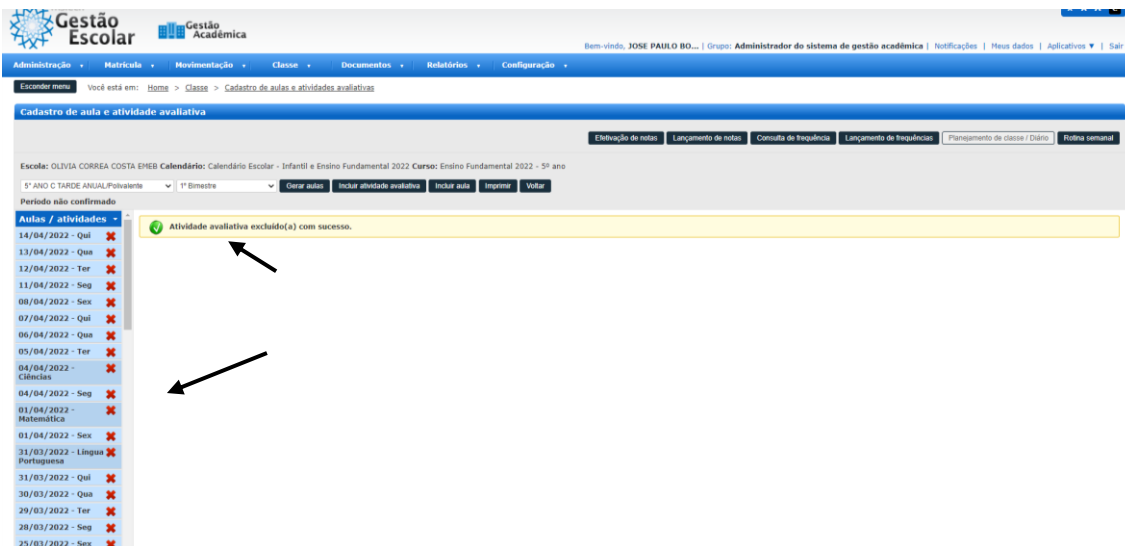 Gestão
Escolar
Gestão
Acadêmica
Bem-vindo, JOSE PAULO BO... | Grupo: Administrador do sistema de gestão acadêmica | Notificações | Meus dados | Aplicativos ▼ | Sair
Administração Matrícula Movimentação Classe Documentos Relatórios Configuração
Esconder menu Você está em: Home > Classe > Cadastro de aulas e atividades avaliativas
Cadastro de aula e atividade avaliativa
Efetivação de notas Lançamento de notas Consulta de frequência Lançamento de frequências Planejamento de classe / Diário Rotina semanal
Escola: OLIVIA CORREA COSTA EMEB Calendário: Calendário Escolar - Infantil e Ensino Fundamental 2022 Curso: Ensino Fundamental 2022 - 5º ano
5° ANO C TARDE ANUAL/Polivalente 1º Bimestre Gerar aulas Incluir atividade avaliativa Incluir aula Imprimir Voltar
Período não confirmado
Aulas / atividades
Atividade avaliativa excluído(a) com sucesso.
14/04/2022 - Qui
13/04/2022 - Qua
12/04/2022 - Ter
11/04/2022 - Seg
08/04/2022 - Sex
07/04/2022 - Qui
06/04/2022 - Qua
05/04/2022 - Ter
04/04/2022 -
Ciências
04/04/2022 - Seg
01/04/2022 -
Matemática
01/04/2022 - Sex
31/03/2022 - Língua
Portuguesa
31/03/2022 - Qui
30/03/2022 - Qua
29/03/2022 - Ter
28/03/2022 - Seg
25/03/2022 - Sex